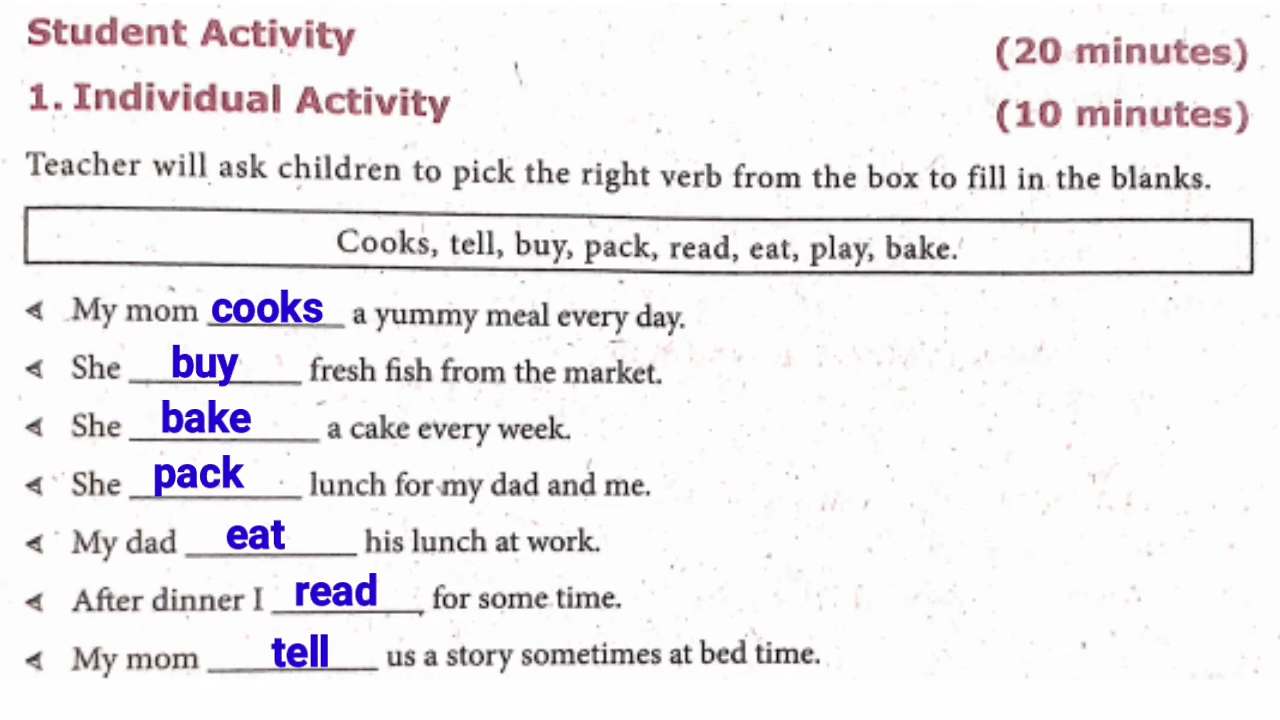 Student Activity (20 minutes)
1. Individual Activity (10 minutes)
Teacher will ask children to pick the right verb from the box to fill in the blanks.
Cooks, tell, buy, pack, read, eat, play, bake.
My mom cooks a yummy meal every day.
She buy fresh fish from the market.
She bake a cake every week.
She pack lunch for my dad and me.
My dad eat his lunch at work.
After dinner I read for some time.
My mom tell us a story sometimes at bed time.